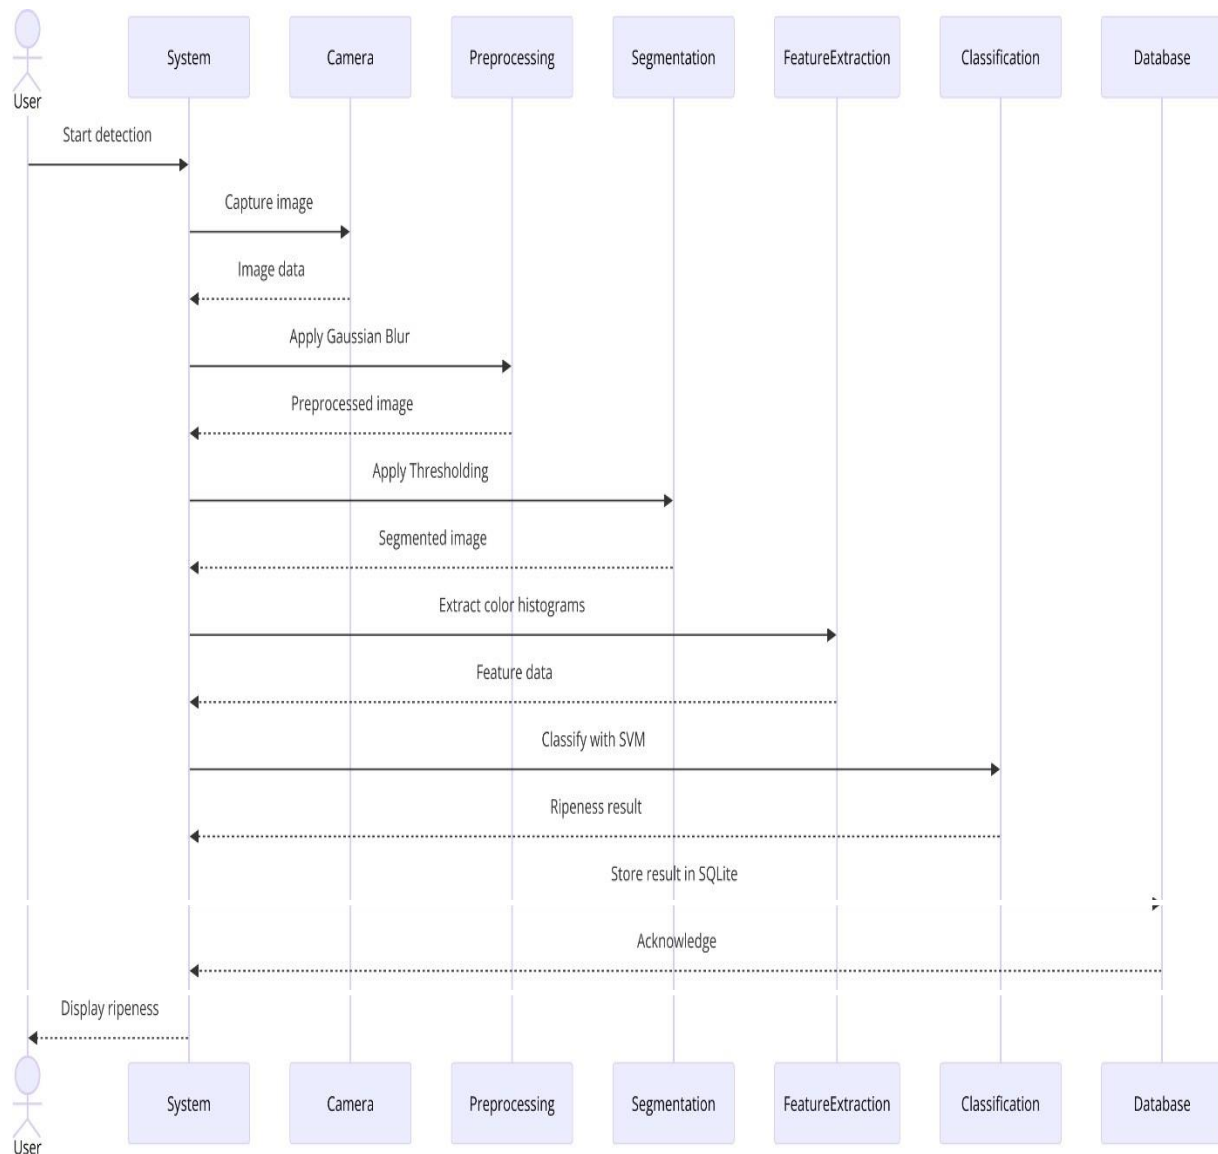 User
System
Camera
Preprocessing
Segmentation
FeatureExtraction
Classification
Database
Start detection
Capture image
Image data
Apply Gaussian Blur
Preprocessed image
Apply Thresholding
Segmented image
Extract color histograms
Feature data
Classify with SVM
Ripeness result
Store result in SQLite
Acknowledge
Display ripeness
User
System
Camera
Preprocessing
Segmentation
FeatureExtraction
Classification
Database